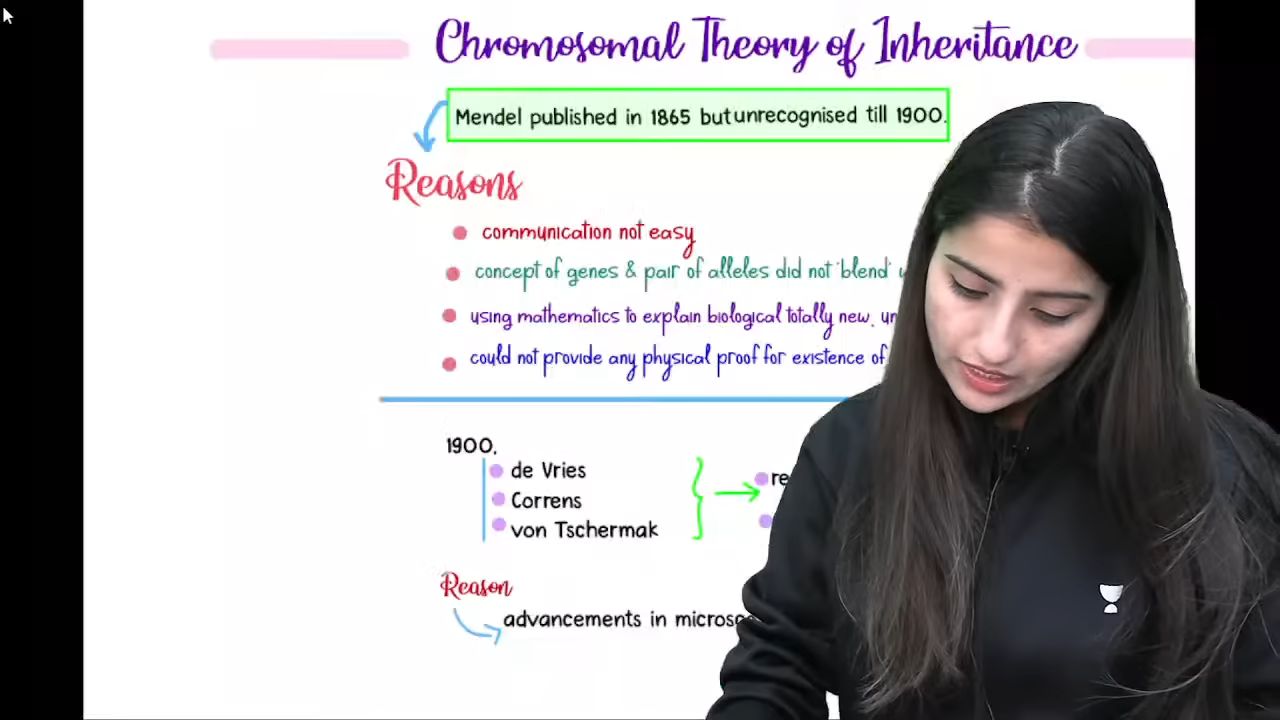 Chromosomal Theory of Inheritance
Mendel published in 1865 but unrecognised till 1900.
Reasons
communication not easy
concept of genes & pair of alleles did not 'blend'
using mathematics to explain biological totally new,
could not provide any physical proof for existence of
1900,
de Vries
Correns
von Tschermak
Reason
advancements in